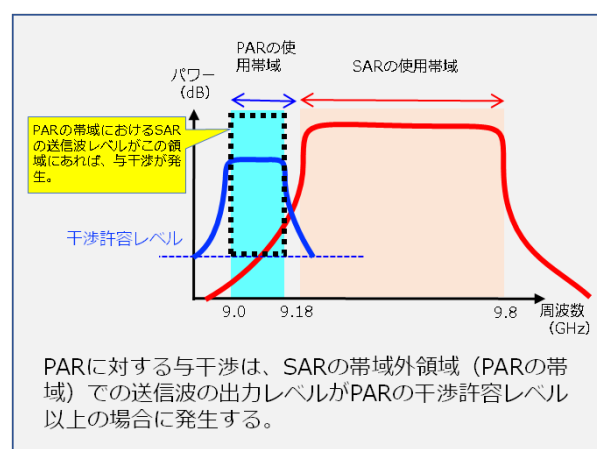 PARの使
用帯域
SARの使用帯域
パワー
(dB)
PARの帯域におけるSAR
の送信波レベルがこの領
域にあれば、与干渉が発
生。
干渉許容レベル
9.0
9.18
9.8
周波数
(GHz)
PARに対する与干渉は、SARの帯域外領域（PARの帯
域）での送信波の出力レベルがPARの干渉許容レベル
以上の場合に発生する。